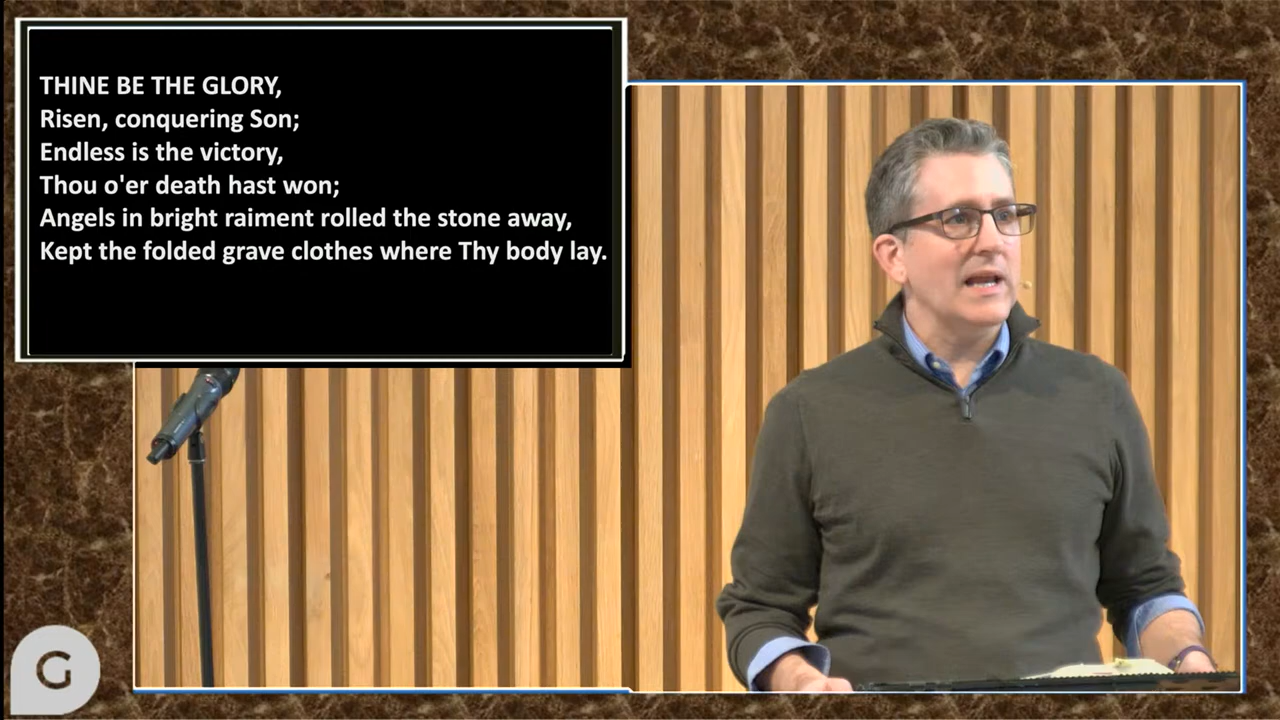 THINE BE THE GLORY,
Risen, conquering Son;
Endless is the victory,
Thou o'er death hast won;
Angels in bright raiment rolled the stone away,
Kept the folded grave clothes where Thy body lay.
G